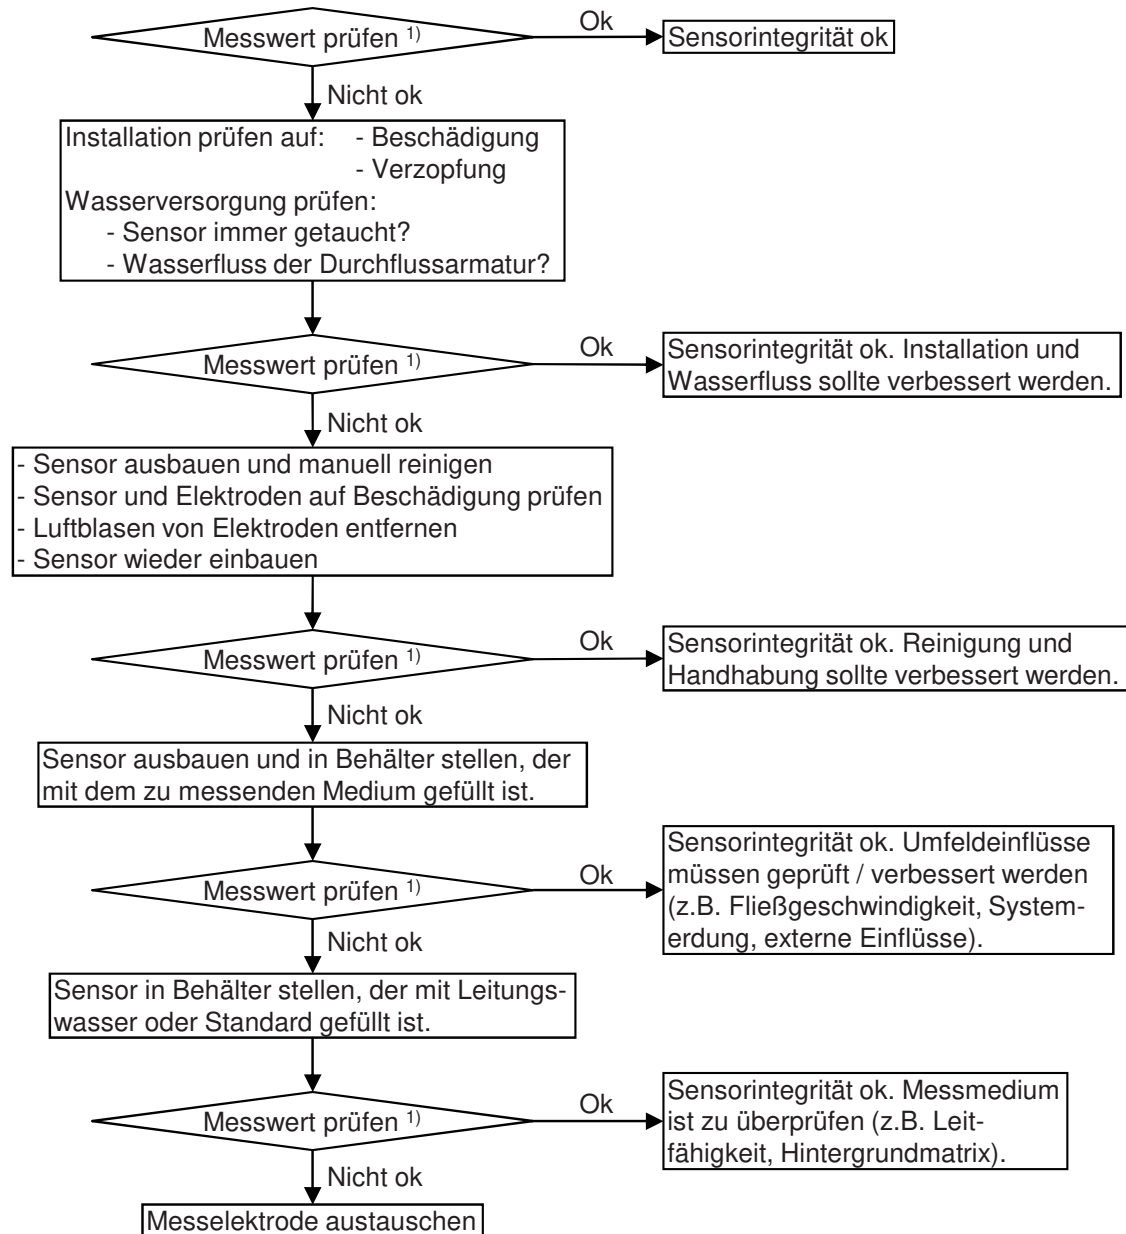 Messwert prüfen 1)
Ok
Sensorintegrität ok
Nicht ok
Installation prüfen auf: - Beschädigung
- Verzopfung
Wasserversorgung prüfen:
- Sensor immer getaucht?
- Wasserfluss der Durchflussarmatur?
Messwert prüfen 1)
Ok
Sensorintegrität ok. Installation und
Wasserfluss sollte verbessert werden.
Nicht ok
- Sensor ausbauen und manuell reinigen
- Sensor und Elektroden auf Beschädigung prüfen
- Luftblasen von Elektroden entfernen
- Sensor wieder einbauen
Messwert prüfen 1)
Ok
Sensorintegrität ok. Reinigung und
Handhabung sollte verbessert werden.
Nicht ok
Sensor ausbauen und in Behälter stellen, der
mit dem zu messenden Medium gefüllt ist.
Messwert prüfen 1)
Ok
Sensorintegrität ok. Umfeldeinflüsse
müssen geprüft / verbessert werden
(z.B. Fließgeschwindigkeit, System-
erdung, externe Einflüsse).
Nicht ok
Sensor in Behälter stellen, der mit Leitungs-
wasser oder Standard gefüllt ist.
Messwert prüfen 1)
Ok
Sensorintegrität ok. Messmedium
ist zu überprüfen (z.B. Leit-
fähigkeit, Hintergrundmatrix).
Nicht ok
Messelektrode austauschen